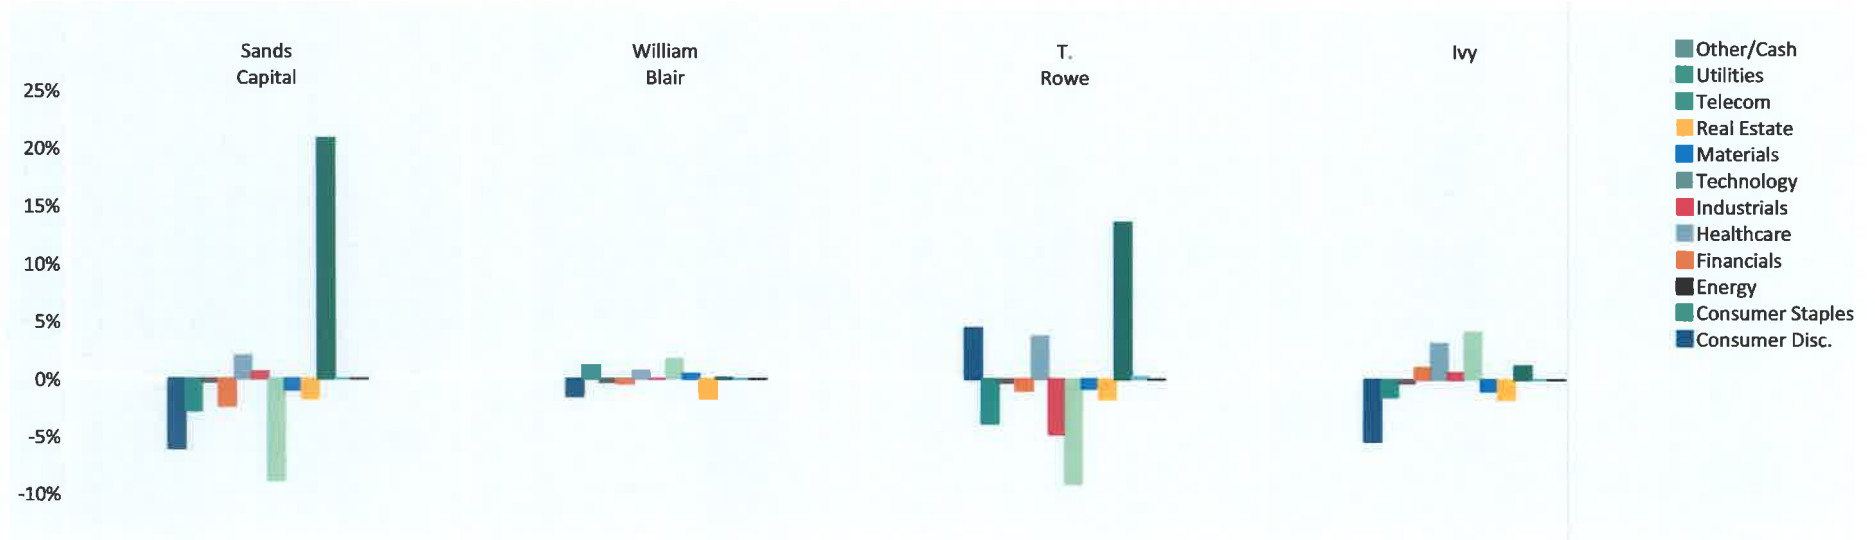 Sands
Capital
William
Blair
T.
Rowe
Ivy
25%
20%
15%
10%
5%
0%
-5%
-10%
Other/Cash
Utilities
Telecom
Real Estate
Materials
Technology
Industrials
Healthcare
Financials
Energy
Consumer Staples
Consumer Disc.